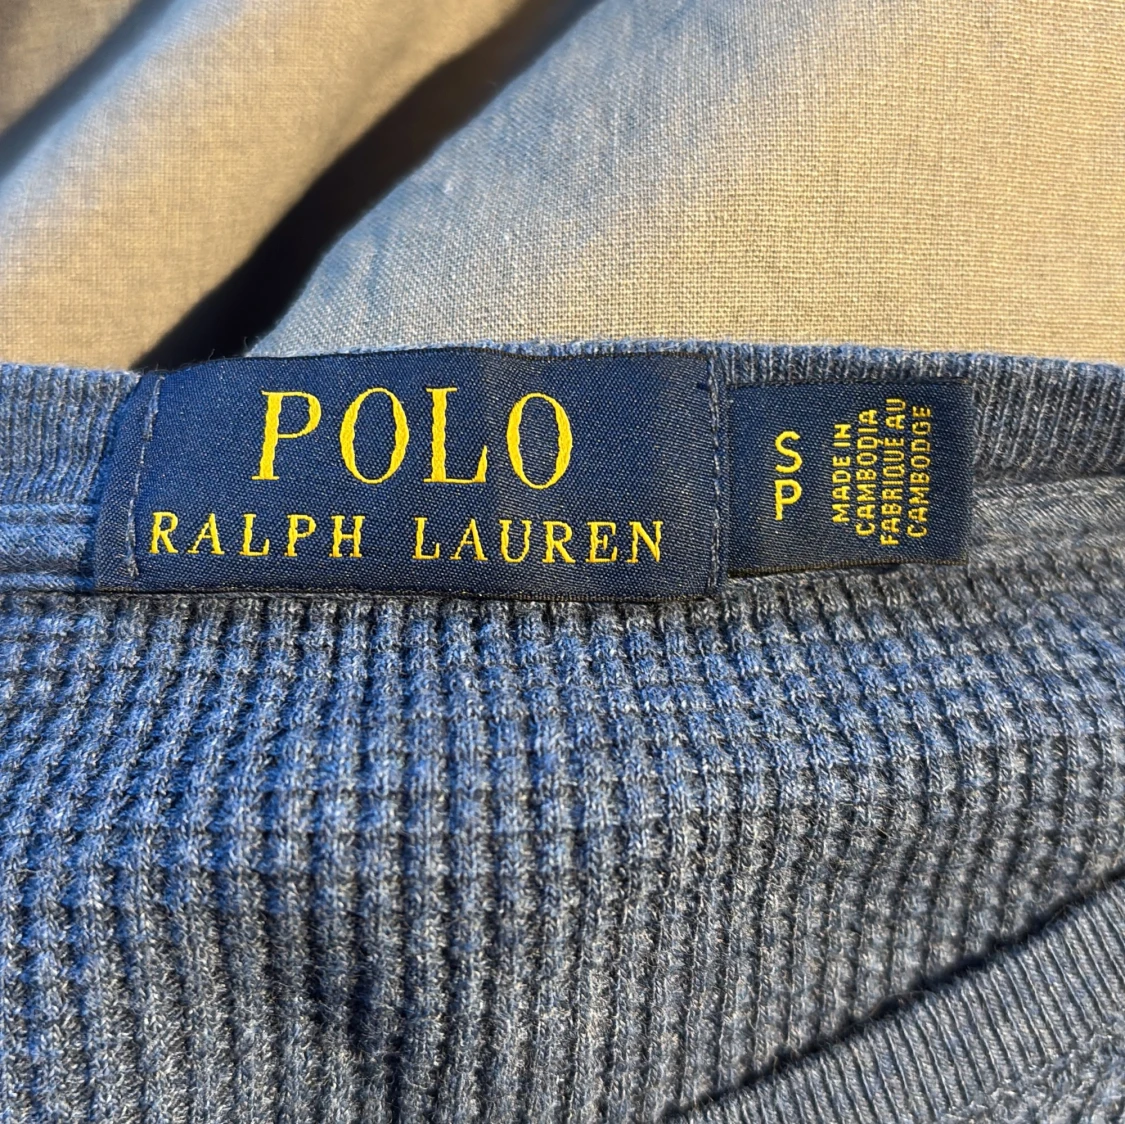 POLO
RALPH LAUREN
S
P
MADE IN
CAMBODIA
FABRIQUE AU
CAMBODGE